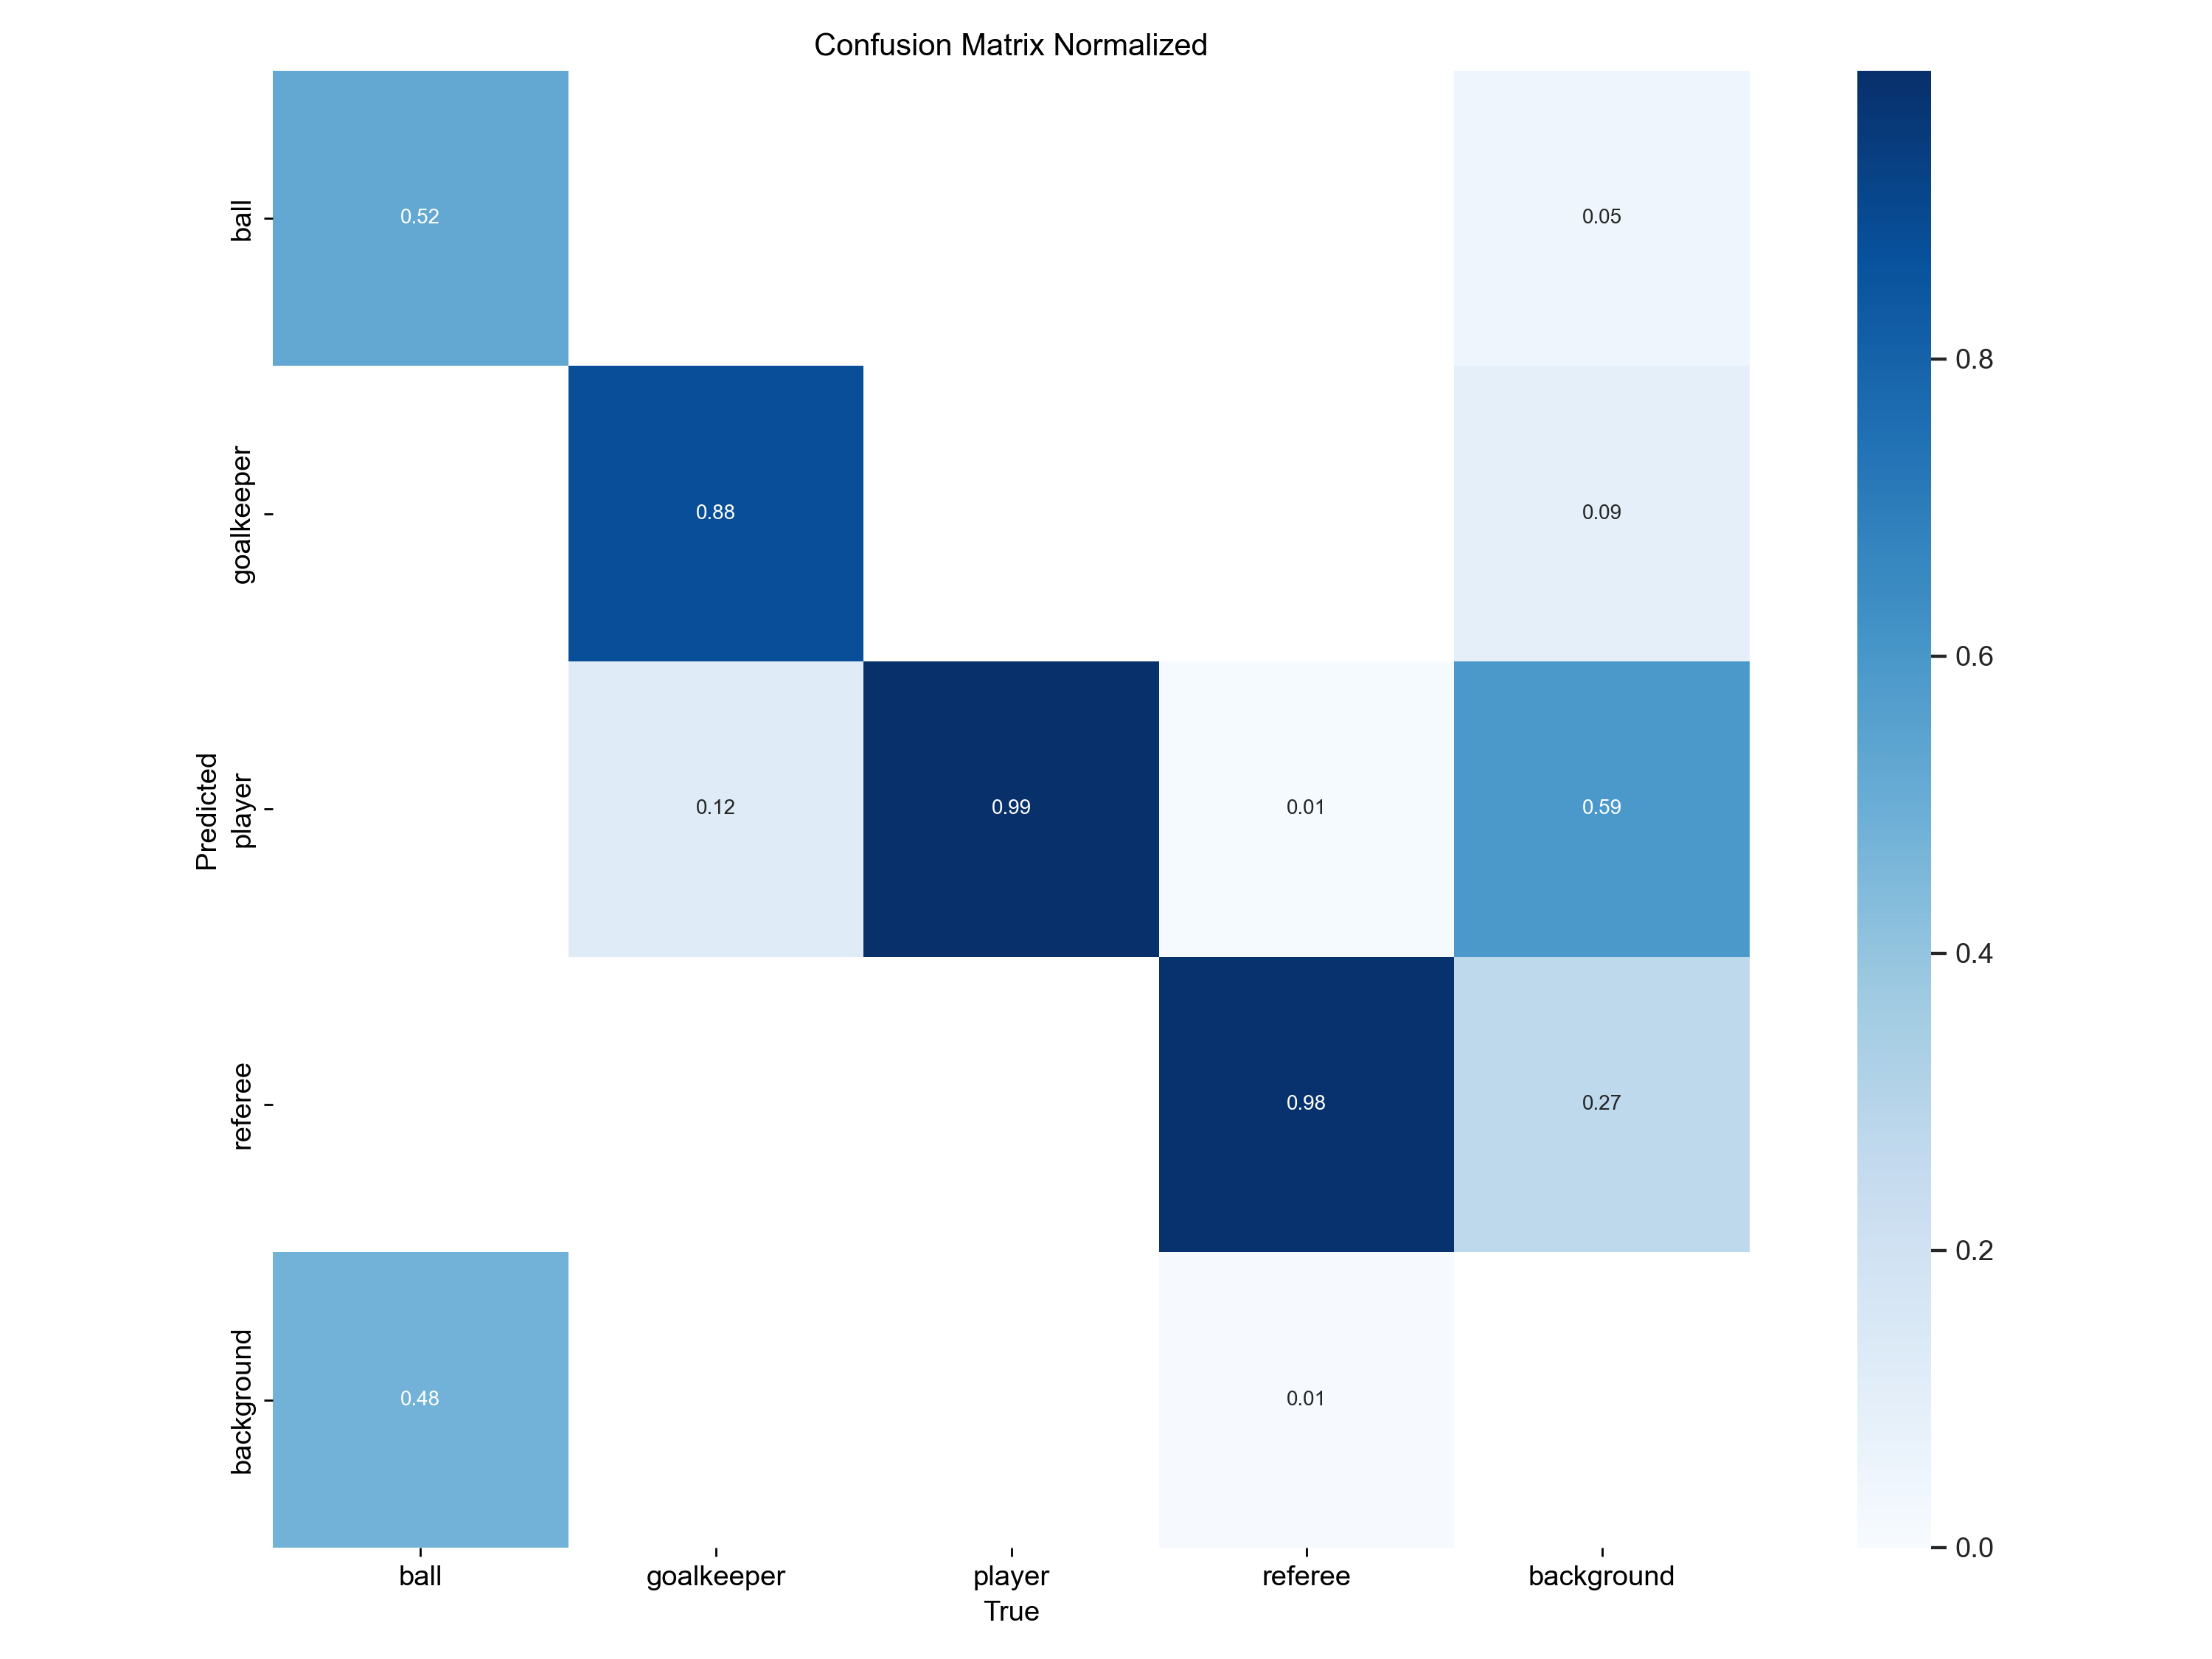 Confusion Matrix Normalized
ball
0.52
0.05
goalkeeper
0.88
0.09
Predicted
player
0.12
0.99
0.01
0.59
referee
0.98
0.27
background
0.48
0.01
ball
goalkeeper
player
referee
background
True
0.8
0.6
0.4
0.2
0.0